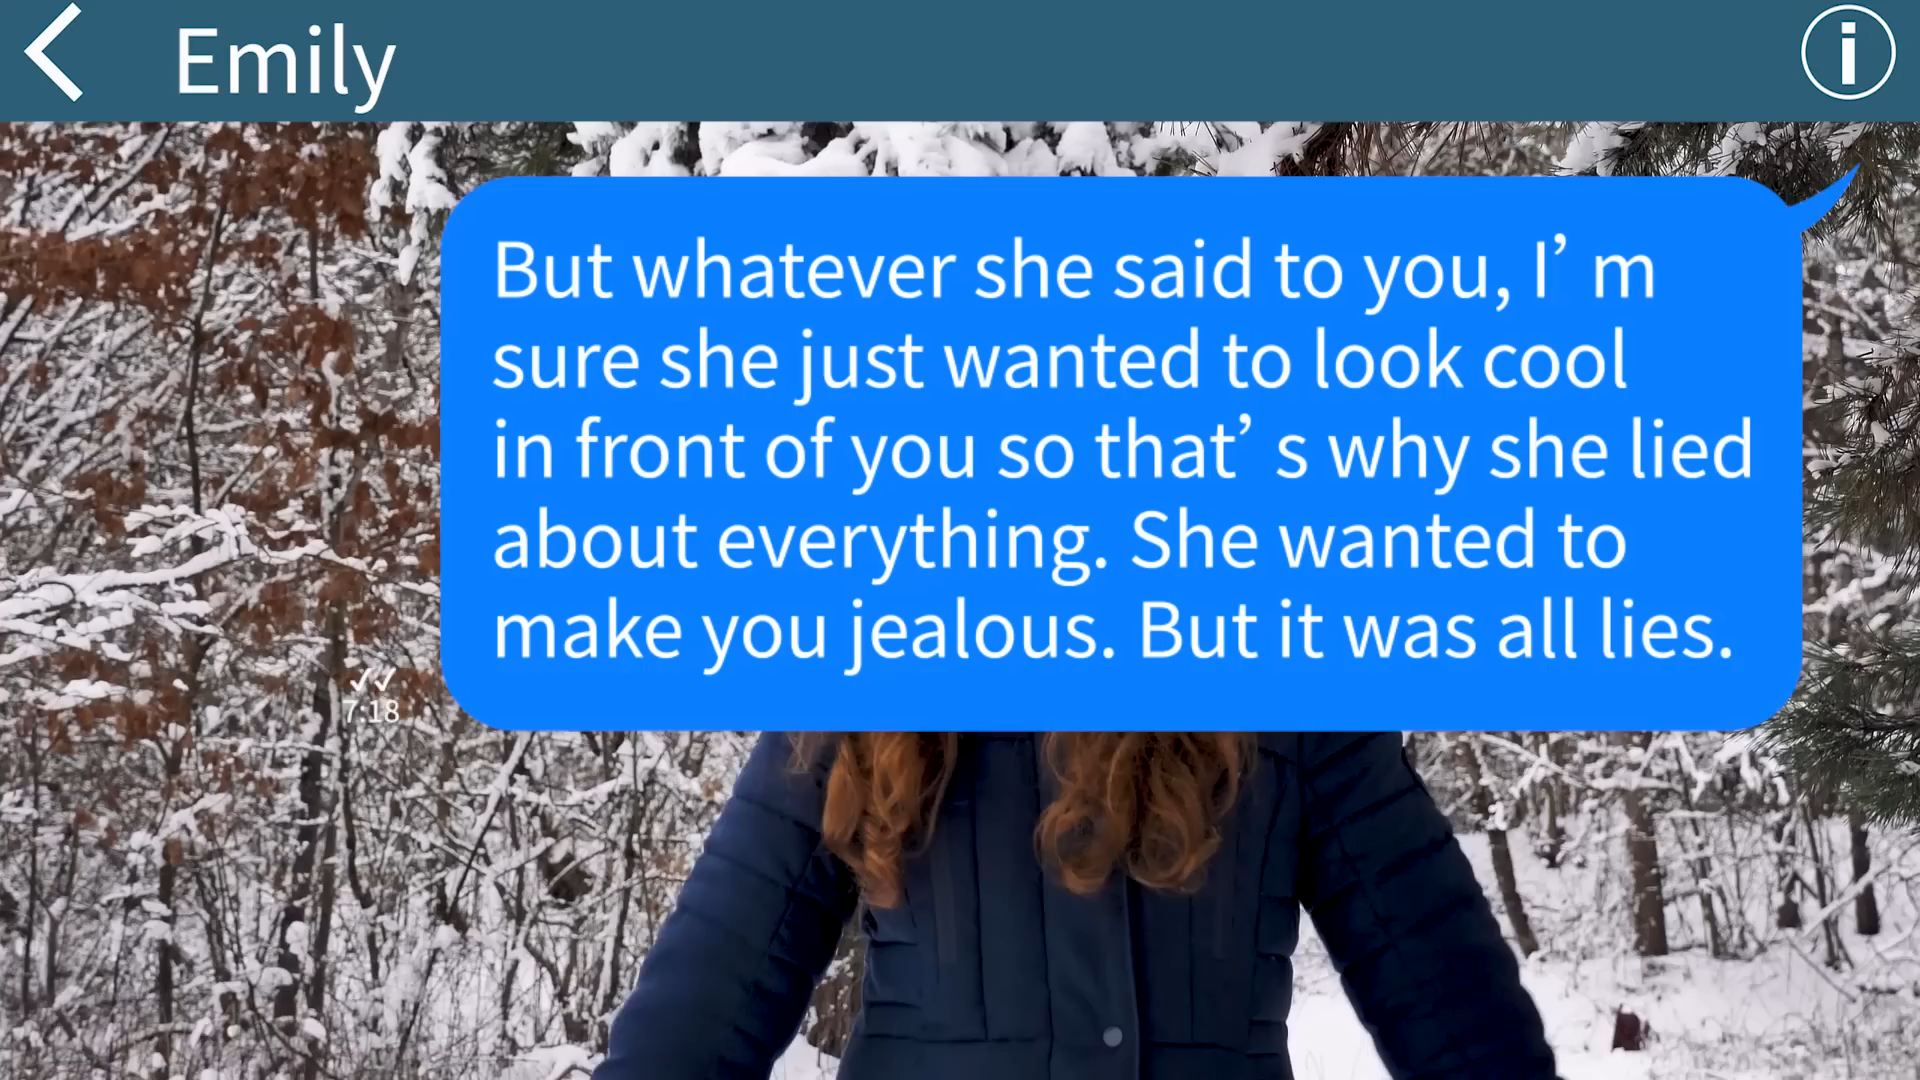 Emily
But whatever she said to you, I’m
sure she just wanted to look cool
in front of you so that’s why she lied
about everything. She wanted to
make you jealous. But it was all lies.
7:18